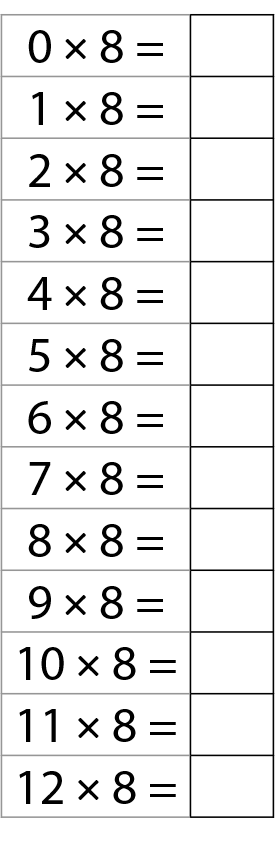 0 × 8 =
1 × 8 =
2 × 8 =
3 × 8 =
4 × 8 =
5 × 8 =
6 × 8 =
7 × 8 =
8 × 8 =
9 × 8 =
10 × 8 =
11 × 8 =
12 × 8 =